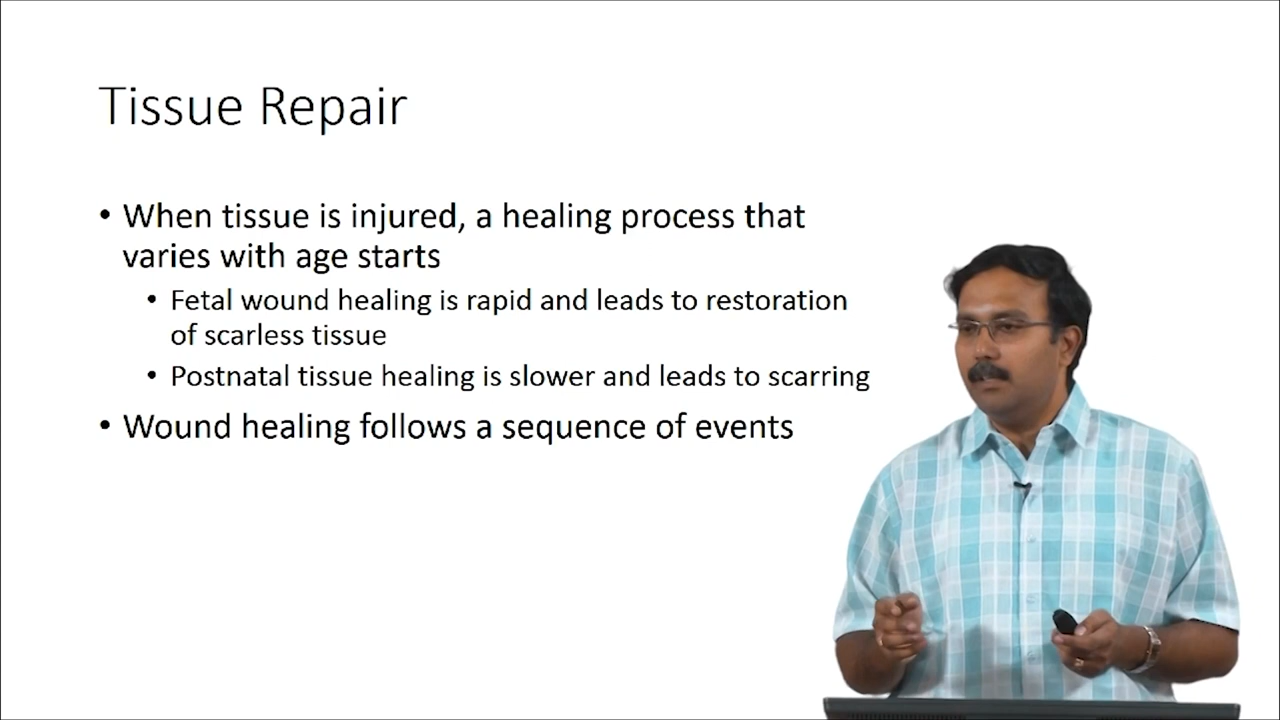 Tissue Repair
• When tissue is injured, a healing process that
varies with age starts
• Fetal wound healing is rapid and leads to restoration
of scarless tissue
• Postnatal tissue healing is slower and leads to scarring
• Wound healing follows a sequence of events